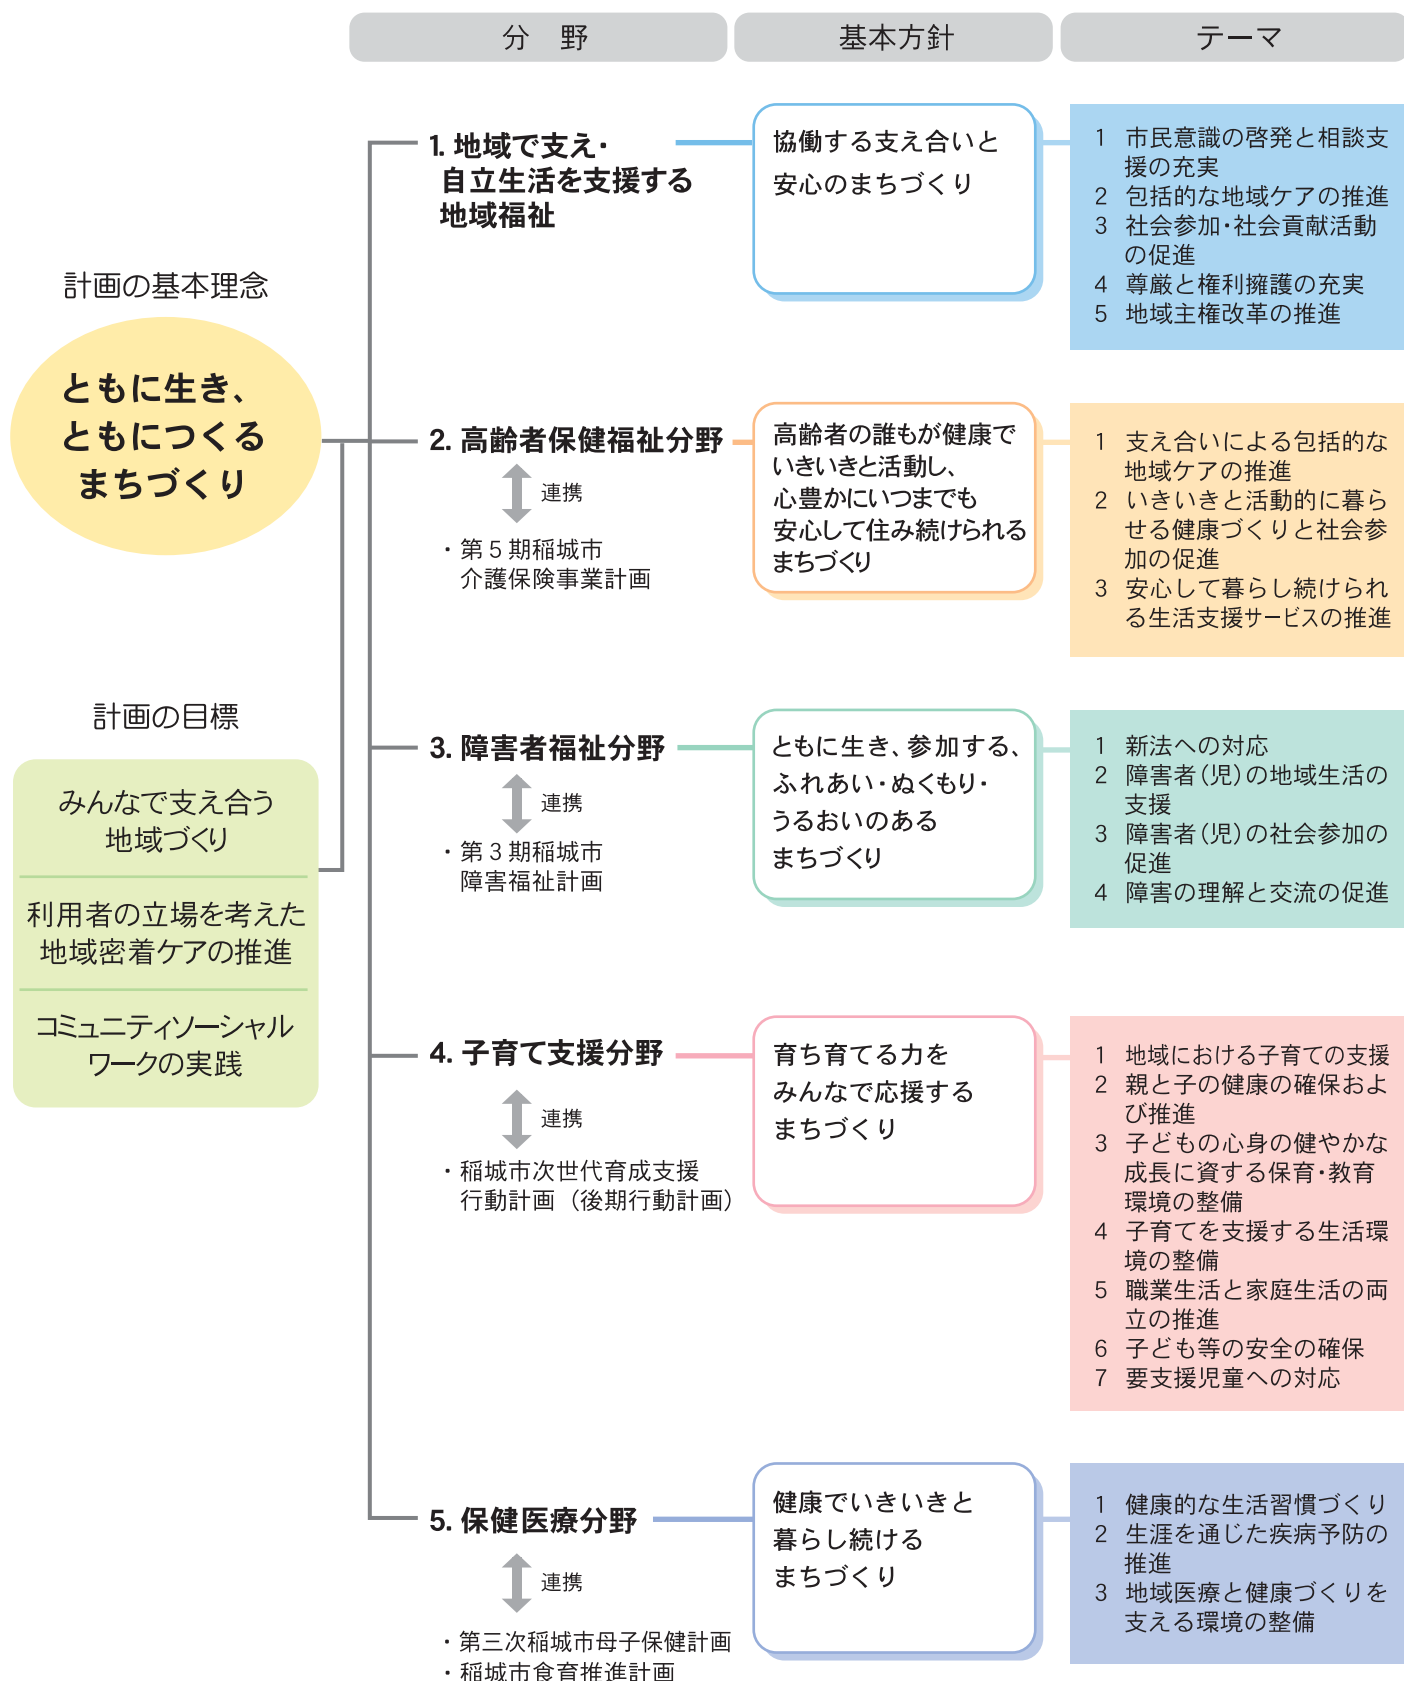 分　野
基本方針
テーマ
計画の基本理念
ともに生き、
ともにつくる
まちづくり
計画の目標
みんなで支え合う
地域づくり
利用者の立場を考えた
地域密着ケアの推進
コミュニティソーシャル
ワークの実践
1. 地域で支え・
自立生活を支援する
地域福祉
協働する支え合いと
安心のまちづくり
1 市民意識の啓発と相談支
援の充実
2 包括的な地域ケアの推進
3 社会参加・社会貢献活動
の促進
4 尊厳と権利擁護の充実
5 地域主権改革の推進
2. 高齢者保健福祉分野
連携
・第５期稲城市
介護保険事業計画
高齢者の誰もが健康で
いきいきと活動し、
心豊かにいつまでも
安心して住み続けられる
まちづくり
1 支え合いによる包括的な
地域ケアの推進
2 いきいきと活動的に暮ら
せる健康づくりと社会参
加の促進
3 安心して暮らし続けられ
る生活支援サービスの推進
3. 障害者福祉分野
連携
・第３期稲城市
障害福祉計画
ともに生き、参加する、
ふれあい・ぬくもり・
うるおいのある
まちづくり
1 新法への対応
2 障害者（児）の地域生活の
支援
3 障害者（児）の社会参加の
促進
4 障害の理解と交流の促進
4. 子育て支援分野
連携
・稲城市次世代育成支援
行動計画（後期行動計画）
育ち育てる力を
みんなで応援する
まちづくり
1 地域における子育ての支援
2 親と子の健康の確保およ
び推進
3 子どもの心身の健やかな
成長に資する保育・教育
環境の整備
4 子育てを支援する生活環
境の整備
5 職業生活と家庭生活の両
立の推進
6 子ども等の安全の確保
7 要支援児童への対応
5. 保健医療分野
連携
・第三次稲城市母子保健計画
・稲城市食育推進計画
健康でいきいきと
暮らし続ける
まちづくり
1 健康的な生活習慣づくり
2 生涯を通じた疾病予防の
推進
3 地域医療と健康づくりを
支える環境の整備